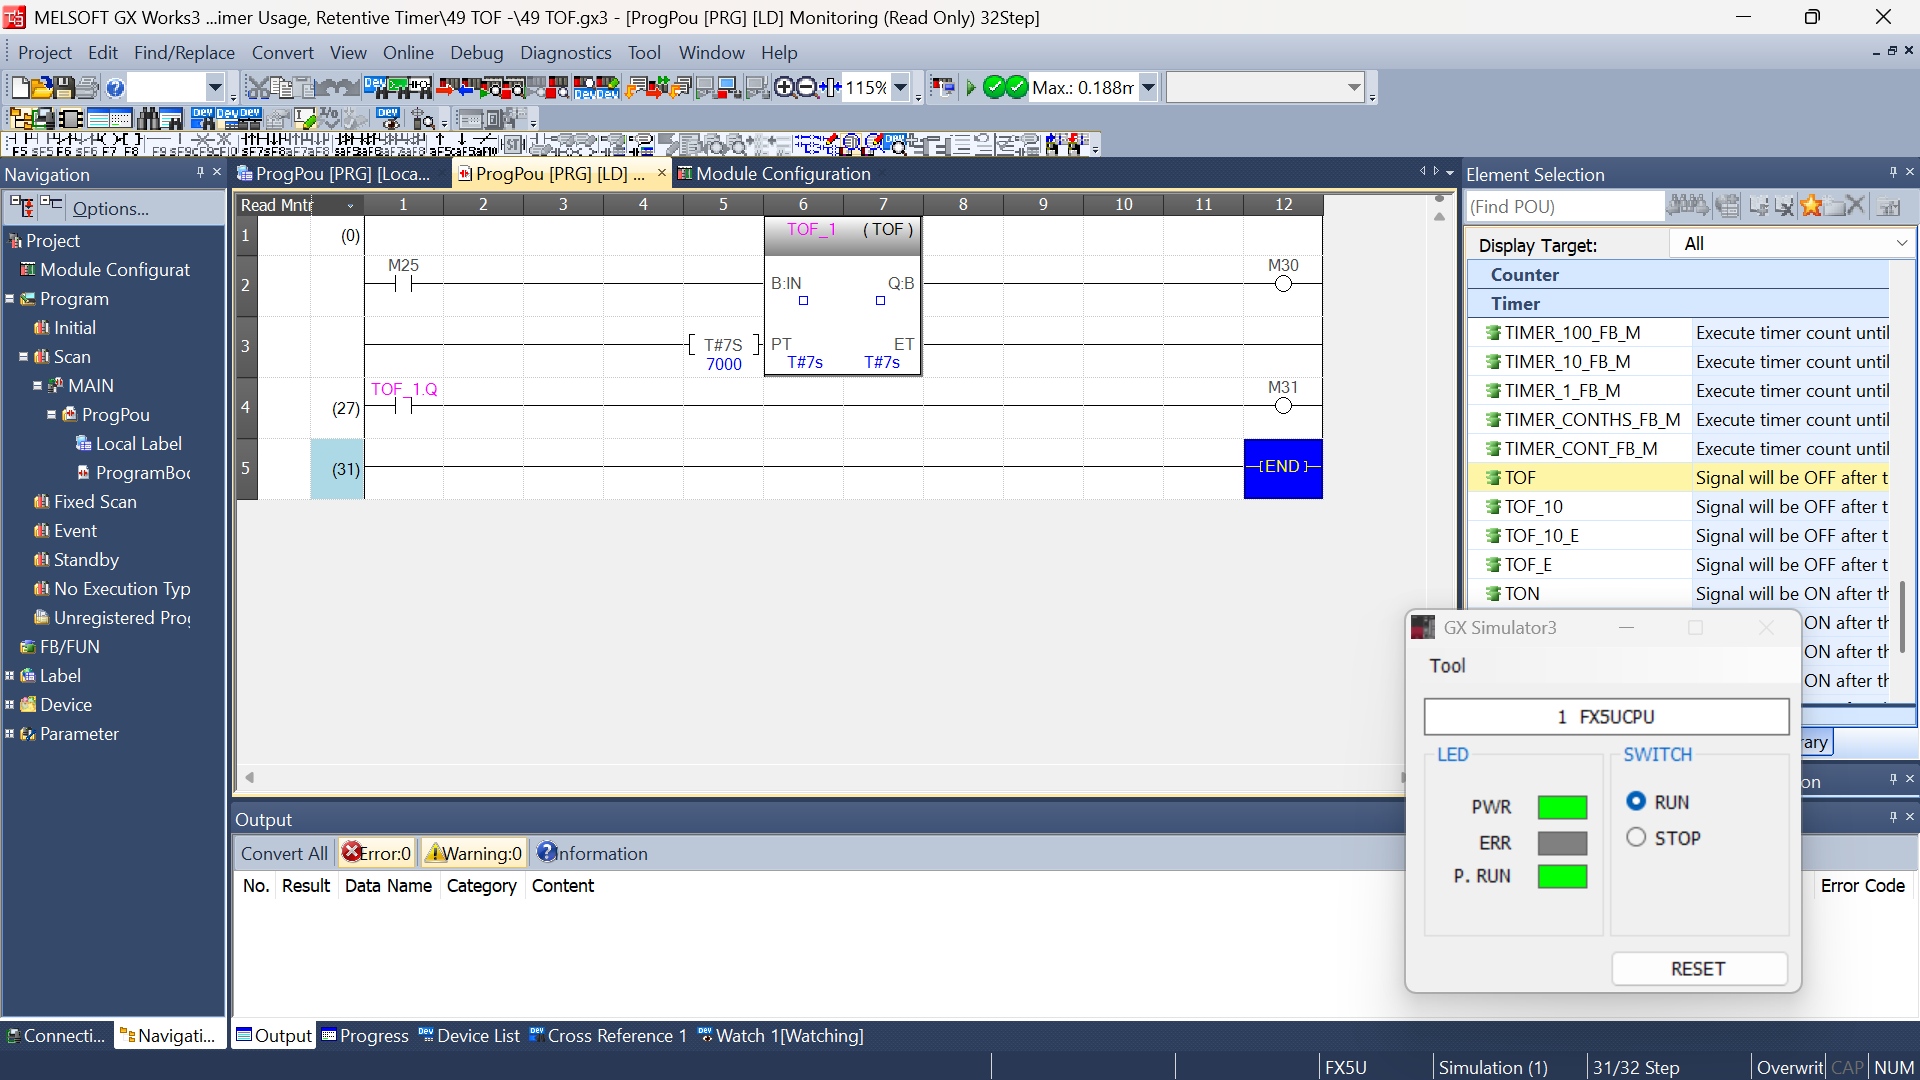 MELSOFT GX Works3 ...imer Usage, Retentive Timer\49 TOF -\49 TOF.gx3 - [ProgPou [PRG] [LD] Monitoring (Read Only) 32Step]
Project Edit Find/Replace Convert View Online Debug Diagnostics Tool Window Help
115% Max.: 0.188m
F5 sF5 F6 sF6 F7 F8
Navigation
Options...
Project
Module Configurat
Program
Initial
Scan
MAIN
ProgPou
Local Label
ProgramBod
Fixed Scan
Event
Standby
No Execution Typ
Unregistered Prog
FB/FUN
Label
Device
Parameter
Connecti... Navigati...
ProgPou [PRG] [Loca... ProgPou [PRG] [LD] ... Module Configuration
Read Mntr 1 2 3 4 5 6 7 8 9 10 11 12
1 (0) TOF_1 (TOF)
2 M25 B:IN Q:B M30
3 T#7S PT ET
7000 T#7s T#7s
4 (27) TOF_1.Q M31
5 (31) END
Output
Convert All Error:0 Warning:0 Information
No. Result Data Name Category Content Error Code
Output Progress Device List Cross Reference 1 Watch 1[Watching]
Element Selection
(Find POU)
Display Target: All
Counter
Timer
TIMER_100_FB_M Execute timer count until
TIMER_10_FB_M Execute timer count until
TIMER_1_FB_M Execute timer count until
TIMER_CONTHS_FB_M Execute timer count until
TIMER_CONT_FB_M Execute timer count until
TOF Signal will be OFF after t
TOF_10 Signal will be OFF after t
TOF_10_E Signal will be OFF after t
TOF_E Signal will be OFF after t
TON Signal will be ON after th
ON after th
ON after th
ON after th
rary
on
GX Simulator3
Tool
1 FX5UCPU
LED SWITCH
PWR RUN
ERR STOP
P. RUN
RESET
FX5U Simulation (1) 31/32 Step Overwrit CAP NUM